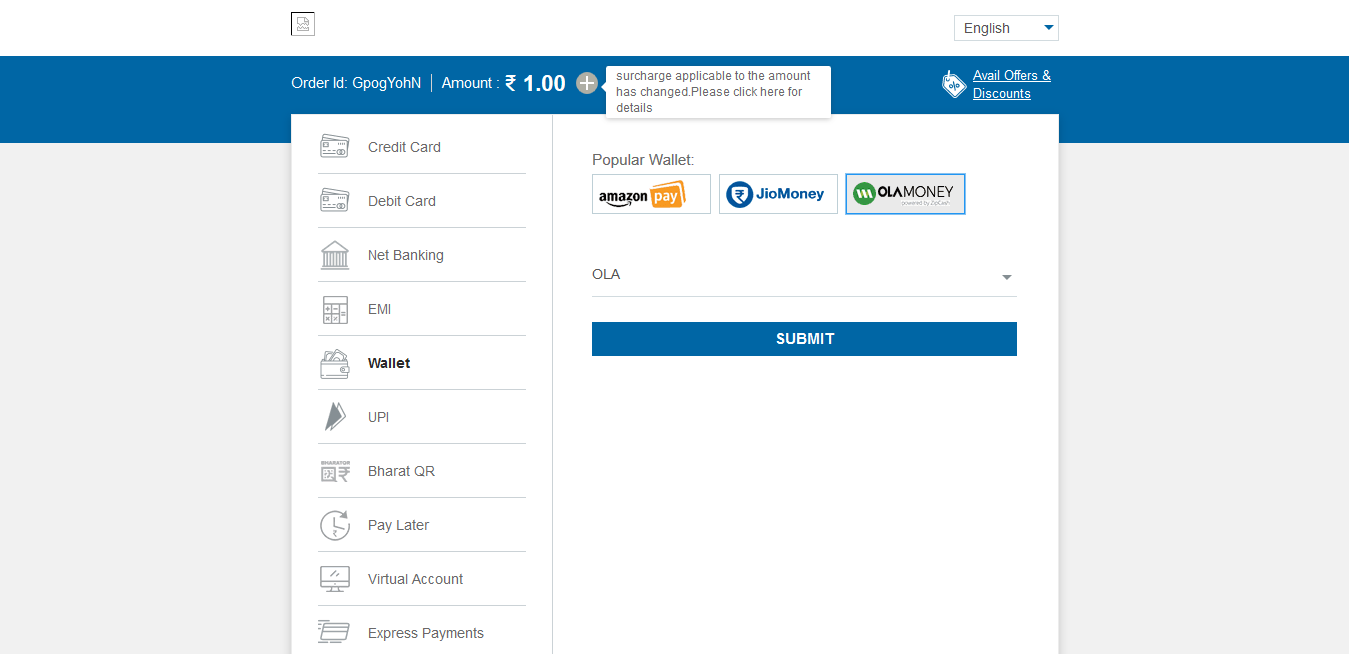 English
Order Id: GpogYohN
Amount : ₹ 1.00
surcharge applicable to the amount
has changed.Please click here for
details
Avail Offers &
Discounts
Credit Card
Debit Card
Net Banking
EMI
Wallet
UPI
BHARATQR
Bharat QR
Pay Later
Virtual Account
Express Payments
Popular Wallet:
amazon pay
JioMoney
OLAMONEY
powered by ZipCash
OLA
SUBMIT